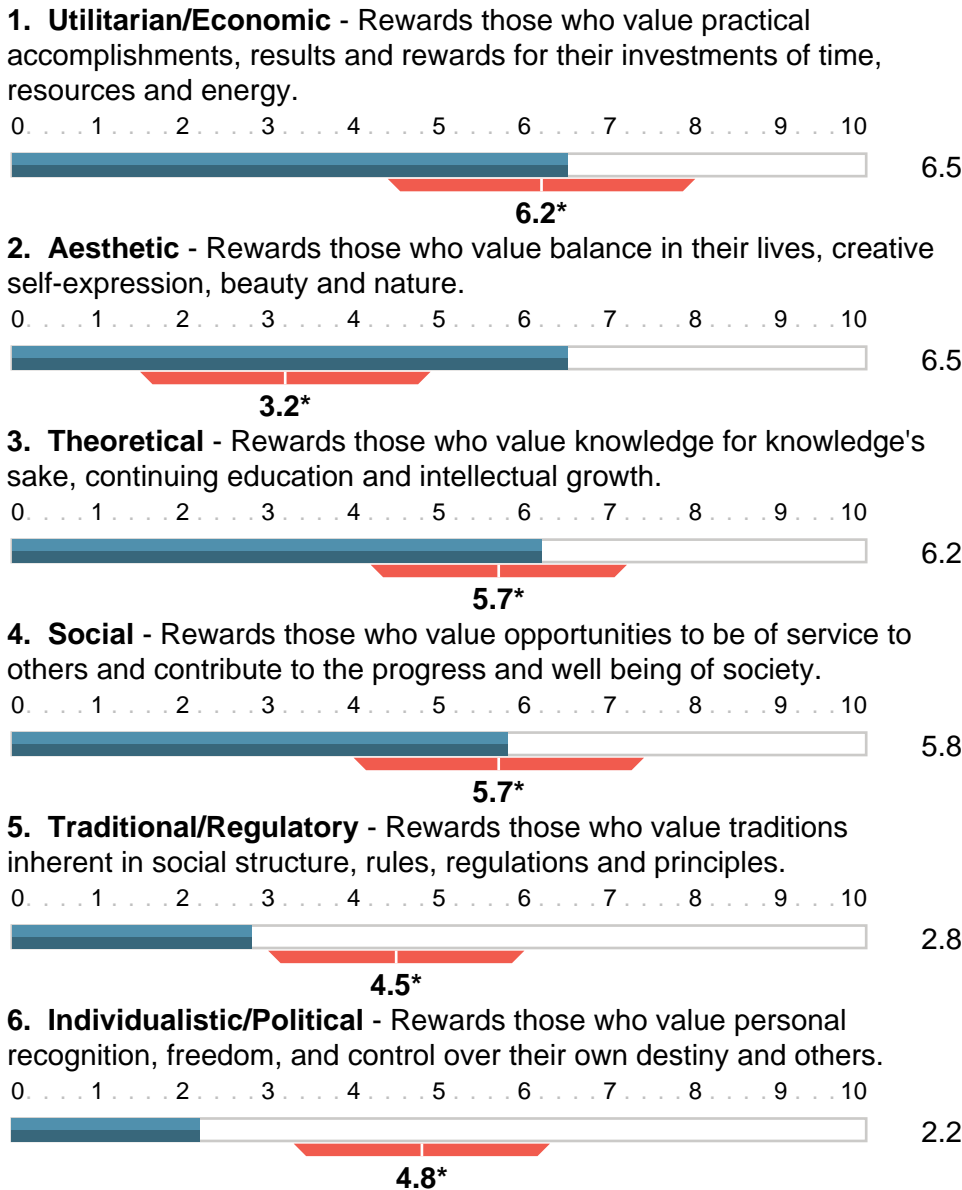 1. Utilitarian/Economic - Rewards those who value practical
accomplishments, results and rewards for their investments of time,
resources and energy.
0. . . . 1 . . . . 2 . . . . 3 . . . . 4 . . . . 5 . . . . 6 . . . . 7 . . . . 8 . . . . 9 . . . 10
6.5
6.2*
2. Aesthetic - Rewards those who value balance in their lives, creative
self-expression, beauty and nature.
0. . . . 1 . . . . 2 . . . . 3 . . . . 4 . . . . 5 . . . . 6 . . . . 7 . . . . 8 . . . . 9 . . . 10
6.5
3.2*
3. Theoretical - Rewards those who value knowledge for knowledge's
sake, continuing education and intellectual growth.
0. . . . 1 . . . . 2 . . . . 3 . . . . 4 . . . . 5 . . . . 6 . . . . 7 . . . . 8 . . . . 9 . . . 10
6.2
5.7*
4. Social - Rewards those who value opportunities to be of service to
others and contribute to the progress and well being of society.
0. . . . 1 . . . . 2 . . . . 3 . . . . 4 . . . . 5 . . . . 6 . . . . 7 . . . . 8 . . . . 9 . . . 10
5.8
5.7*
5. Traditional/Regulatory - Rewards those who value traditions
inherent in social structure, rules, regulations and principles.
0. . . . 1 . . . . 2 . . . . 3 . . . . 4 . . . . 5 . . . . 6 . . . . 7 . . . . 8 . . . . 9 . . . 10
2.8
4.5*
6. Individualistic/Political - Rewards those who value personal
recognition, freedom, and control over their own destiny and others.
0. . . . 1 . . . . 2 . . . . 3 . . . . 4 . . . . 5 . . . . 6 . . . . 7 . . . . 8 . . . . 9 . . . 10
2.2
4.8*